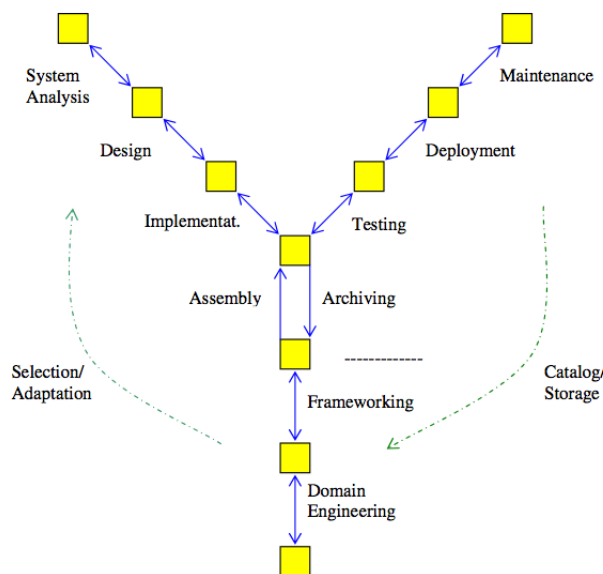 System
Analysis
Maintenance
Design
Deployment
Implementat.
Testing
Assembly
Archiving
Selection/
Adaptation
Frameworking
Catalog/
Storage
Domain
Engineering